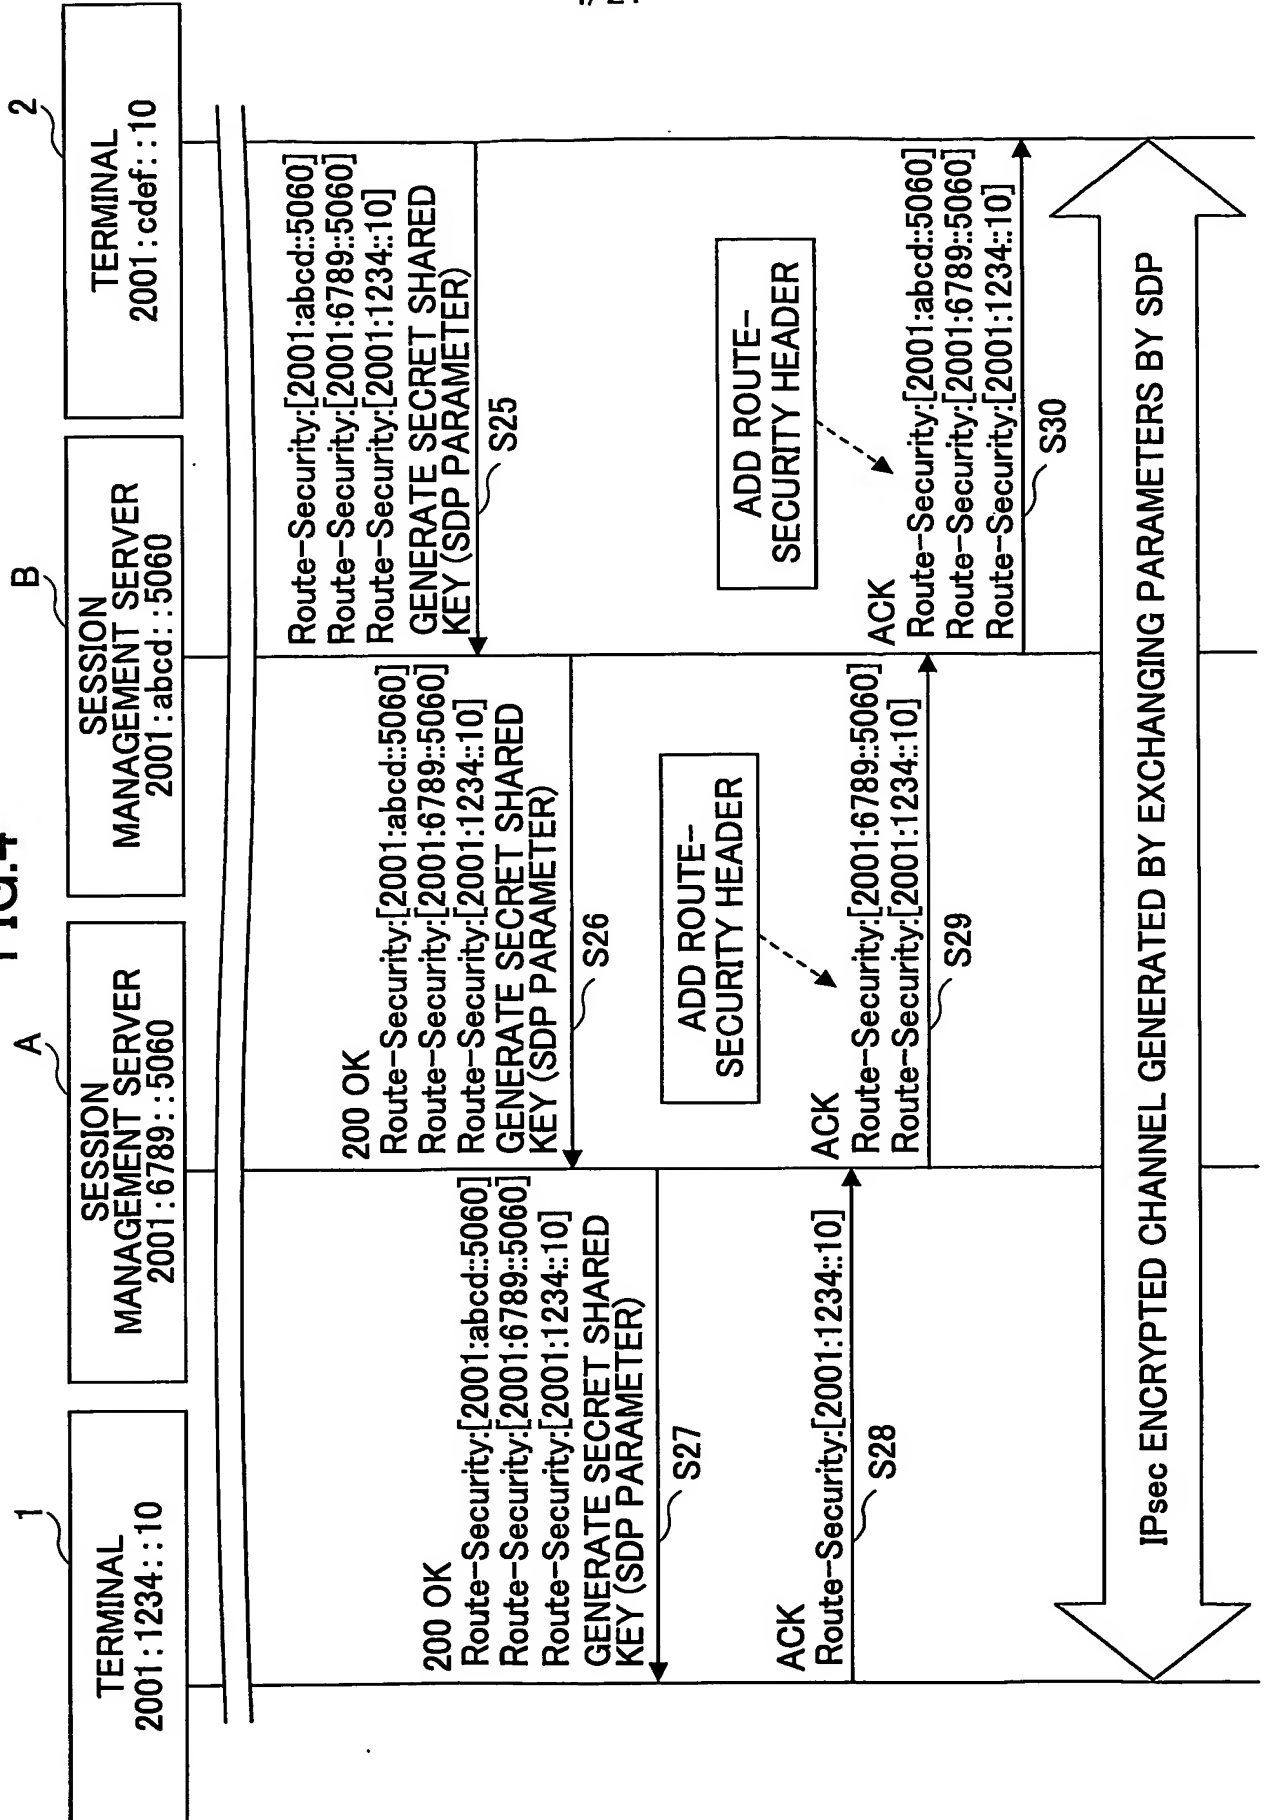 FIG.4
1
TERMINAL
2001:1234::10
A
SESSION
MANAGEMENT SERVER
2001:6789::5060
B
SESSION
MANAGEMENT SERVER
2001:abcd::5060
2
TERMINAL
2001:cdef::10
Route-Security:[2001:abcd::5060]
Route-Security:[2001:6789::5060]
Route-Security:[2001:1234::10]
GENERATE SECRET SHARED
KEY (SDP PARAMETER)
S25
200 OK
Route-Security:[2001:abcd::5060]
Route-Security:[2001:6789::5060]
Route-Security:[2001:1234::10]
GENERATE SECRET SHARED
KEY (SDP PARAMETER)
S26
200 OK
Route-Security:[2001:abcd::5060]
Route-Security:[2001:6789::5060]
Route-Security:[2001:1234::10]
GENERATE SECRET SHARED
KEY (SDP PARAMETER)
S27
ACK
Route-Security:[2001:1234::10]
S28
ADD ROUTE-
SECURITY HEADER
ACK
Route-Security:[2001:6789::5060]
Route-Security:[2001:1234::10]
S29
ADD ROUTE-
SECURITY HEADER
ACK
Route-Security:[2001:abcd::5060]
Route-Security:[2001:6789::5060]
Route-Security:[2001:1234::10]
S30
IPsec ENCRYPTED CHANNEL GENERATED BY EXCHANGING PARAMETERS BY SDP